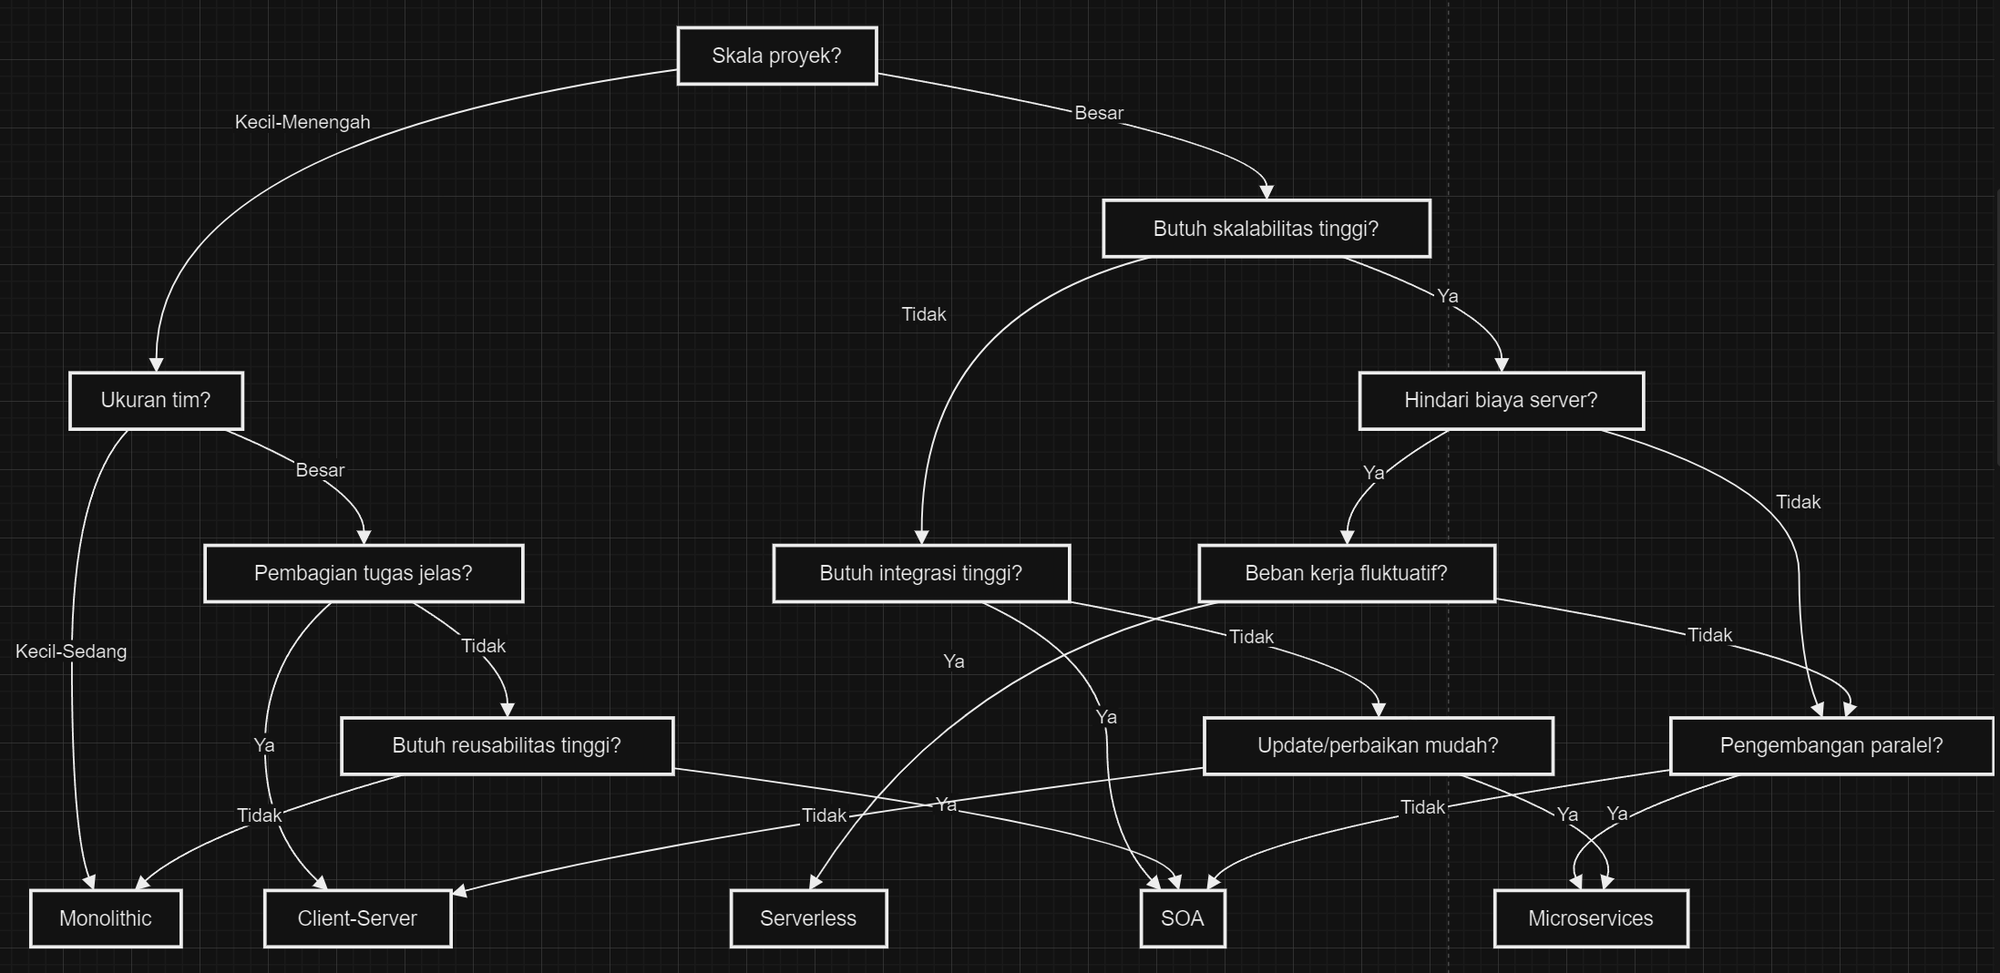 Skala proyek?
Kecil-Menengah
Besar
Butuh skalabilitas tinggi?
Tidak
Ya
Ukuran tim?
Hindari biaya server?
Besar
Ya
Tidak
Pembagian tugas jelas?
Butuh integrasi tinggi?
Beban kerja fluktuatif?
Kecil-Sedang
Tidak
Ya
Tidak
Tidak
Ya
Ya
Butuh reusabilitas tinggi?
Update/perbaikan mudah?
Pengembangan paralel?
Tidak
Tidak
Ya
Tidak
Ya
Ya
Monolithic
Client-Server
Serverless
SOA
Microservices